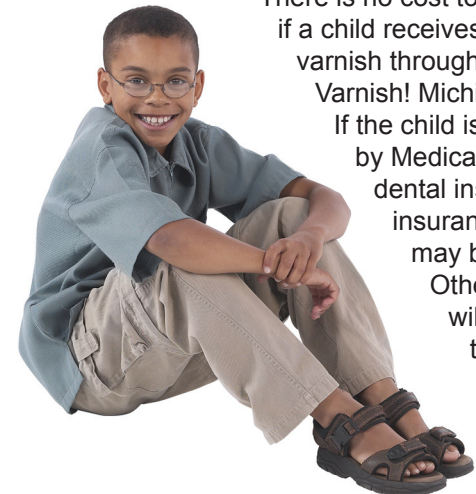 There is no cost to
if a child receives
varnish through
Varnish! Mich
If the child is
by Medica
dental ins
insuran
may b
Othe
wil
t